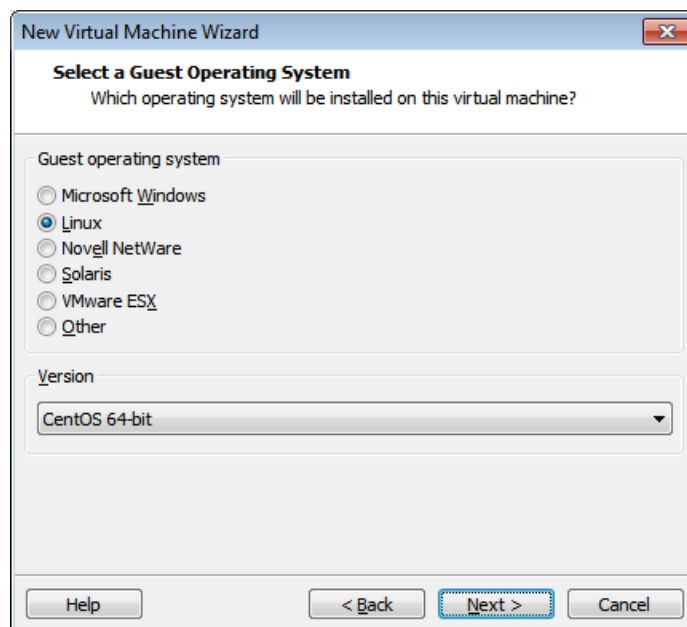 New Virtual Machine Wizard
Select a Guest Operating System
Which operating system will be installed on this virtual machine?
Guest operating system
Microsoft Windows
Linux
Novell NetWare
Solaris
VMware ESX
Other
Version
CentOS 64-bit
Help
< Back
Next >
Cancel